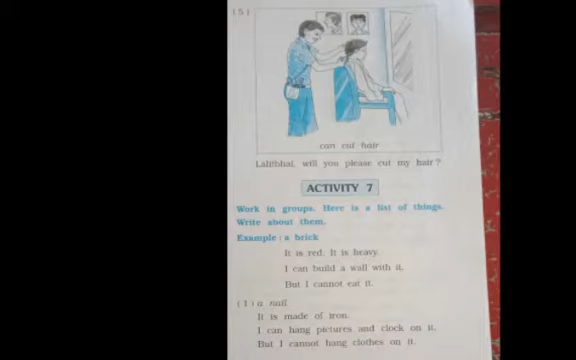 ( 5 )
can cut hair
Lalitbhai, will you please cut my hair ?
ACTIVITY 7
Work in groups. Here is a list of things.
Write about them.
Example : a brick
It is red. It is heavy.
I can build a wall with it.
But I cannot eat it.
( 1 ) a nail
It is made of iron.
I can hang pictures and clock on it.
But I cannot hang clothes on it.